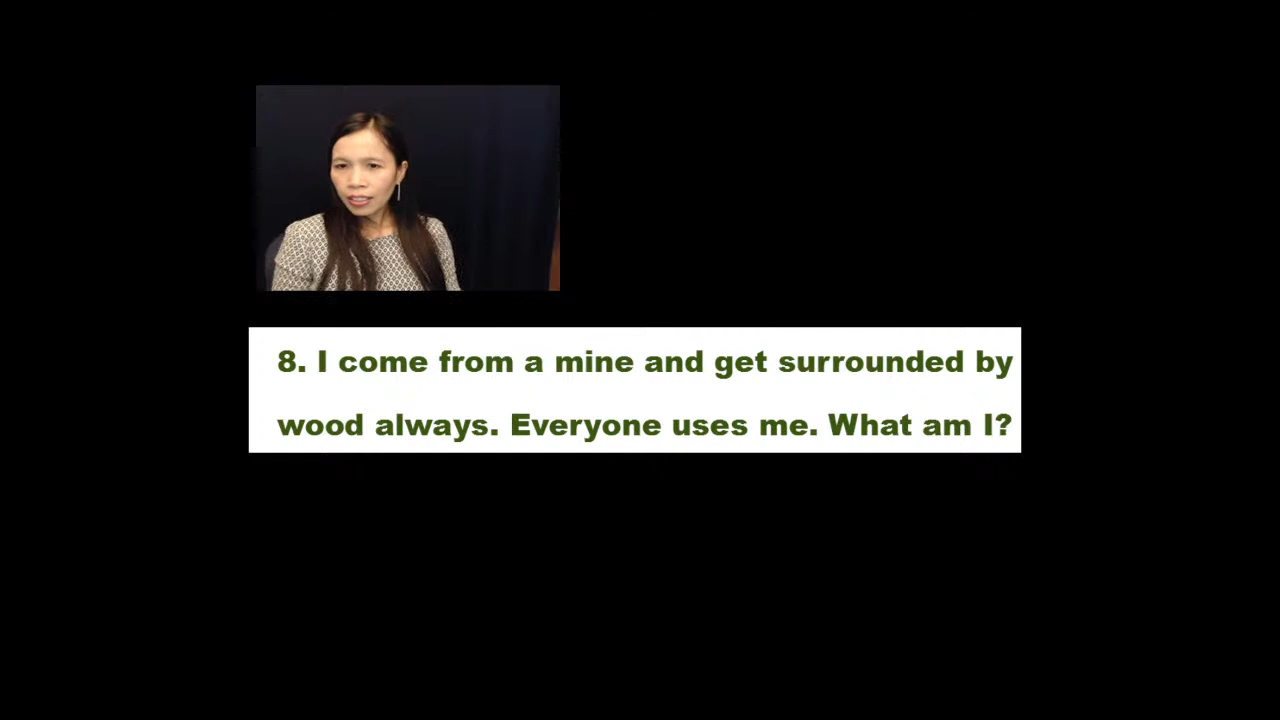 8. I come from a mine and get surrounded by
wood always. Everyone uses me. What am I?